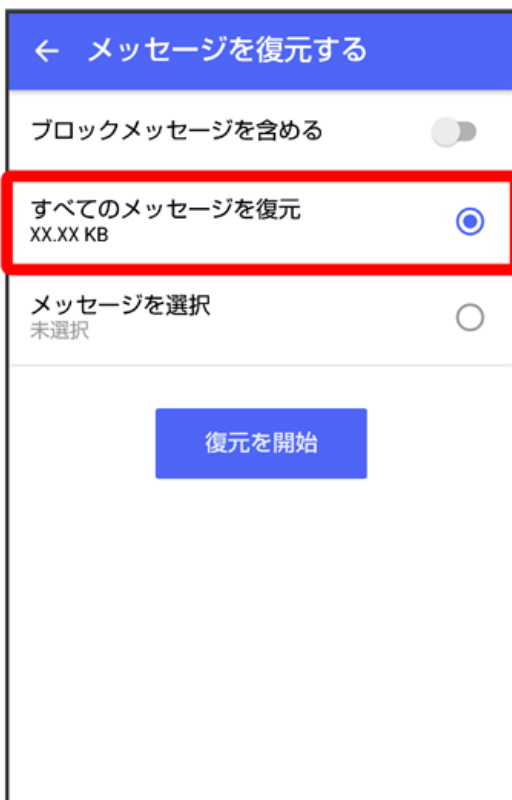 メッセージを復元する
ブロックメッセージを含める
すべてのメッセージを復元
XX.XX KB
メッセージを選択
未選択
復元を開始